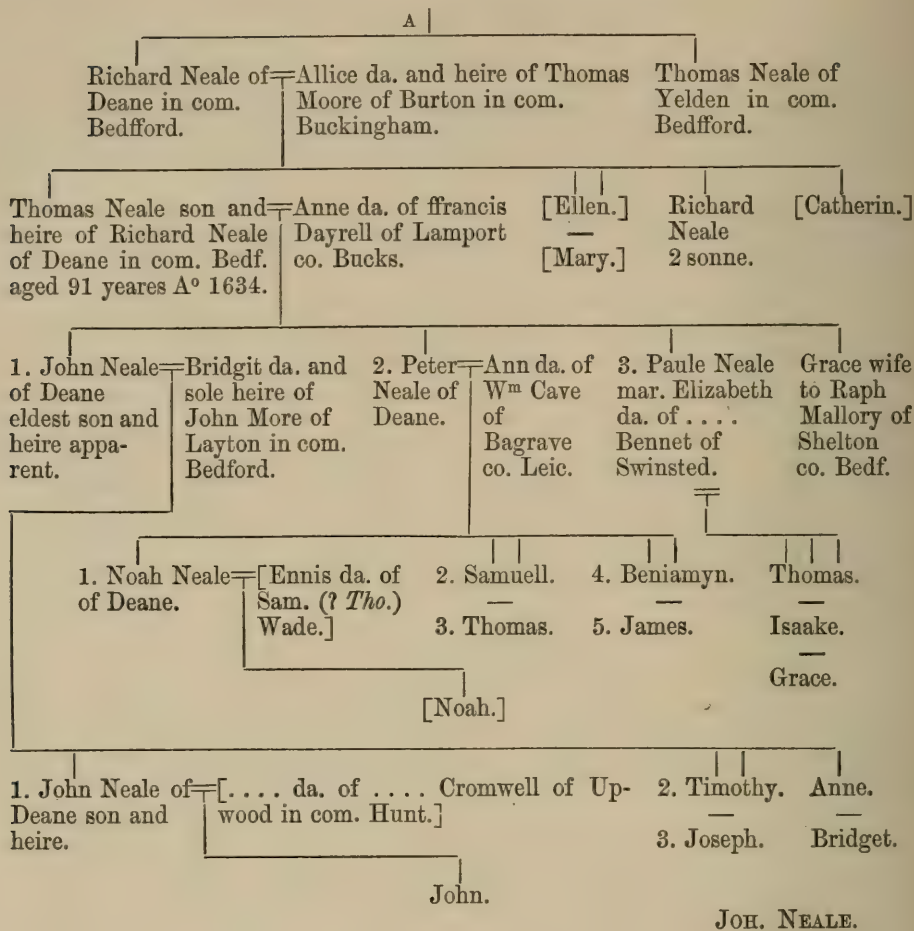 A
Richard Neale of
Deane in com.
Bedfford.
Allice da. and heire of Thomas
Moore of Burton in com.
Buckingham.
Thomas Neale of
Yelden in com.
Bedfford.
Thomas Neale son and
heire of Richard Neale
of Deane in com. Bedf.
aged 91 yeares Aº 1634.
Anne da. of ffrancis
Dayrell of Lamport
co. Bucks.
[Ellen.]
—
[Mary.]
Richard
Neale
2 sonne.
[Catherin.]
1. John Neale
of Deane
eldest son and
heire appa-
rent.
Bridgit da. and
sole heire of
John More of
Layton in com.
Bedford.
2. Peter
Neale of
Deane.
Ann da. of
Wᵐ Cave
of
Bagrave
co. Leic.
3. Paule Neale
mar. Elizabeth
da. of . . . .
Bennet of
Swinsted.
Grace wife
to Raph
Mallory of
Shelton
co. Bedf.
1. Noah Neale
of Deane.
[Ennis da. of
Sam. (? Tho.)
Wade.]
2. Samuell.
—
3. Thomas.
4. Beniamyn.
—
5. James.
Thomas.
—
Isaake.
—
Grace.
[Noah.]
1. John Neale of
Deane son and
heire.
[. . . . da. of . . . . Cromwell of Up-
wood in com. Hunt.]
2. Timothy.
—
3. Joseph.
Anne.
—
Bridget.
John.
JOH. NEALE.